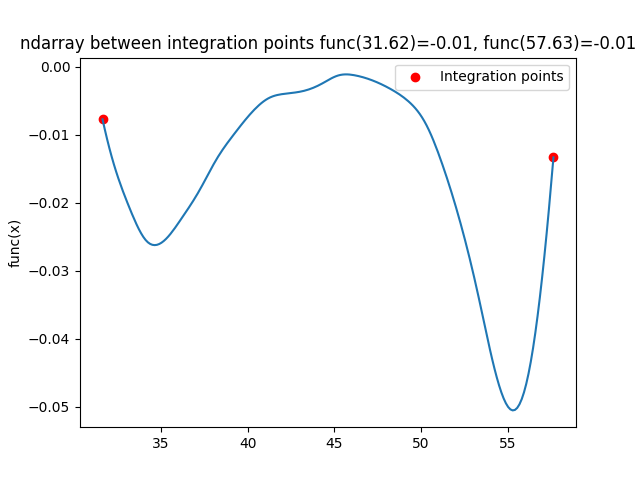 ndarray between integration points func(31.62)=-0.01, func(57.63)=-0.01
Integration points
func(x)
0.00
−0.01
−0.02
−0.03
−0.04
−0.05
35 40 45 50 55